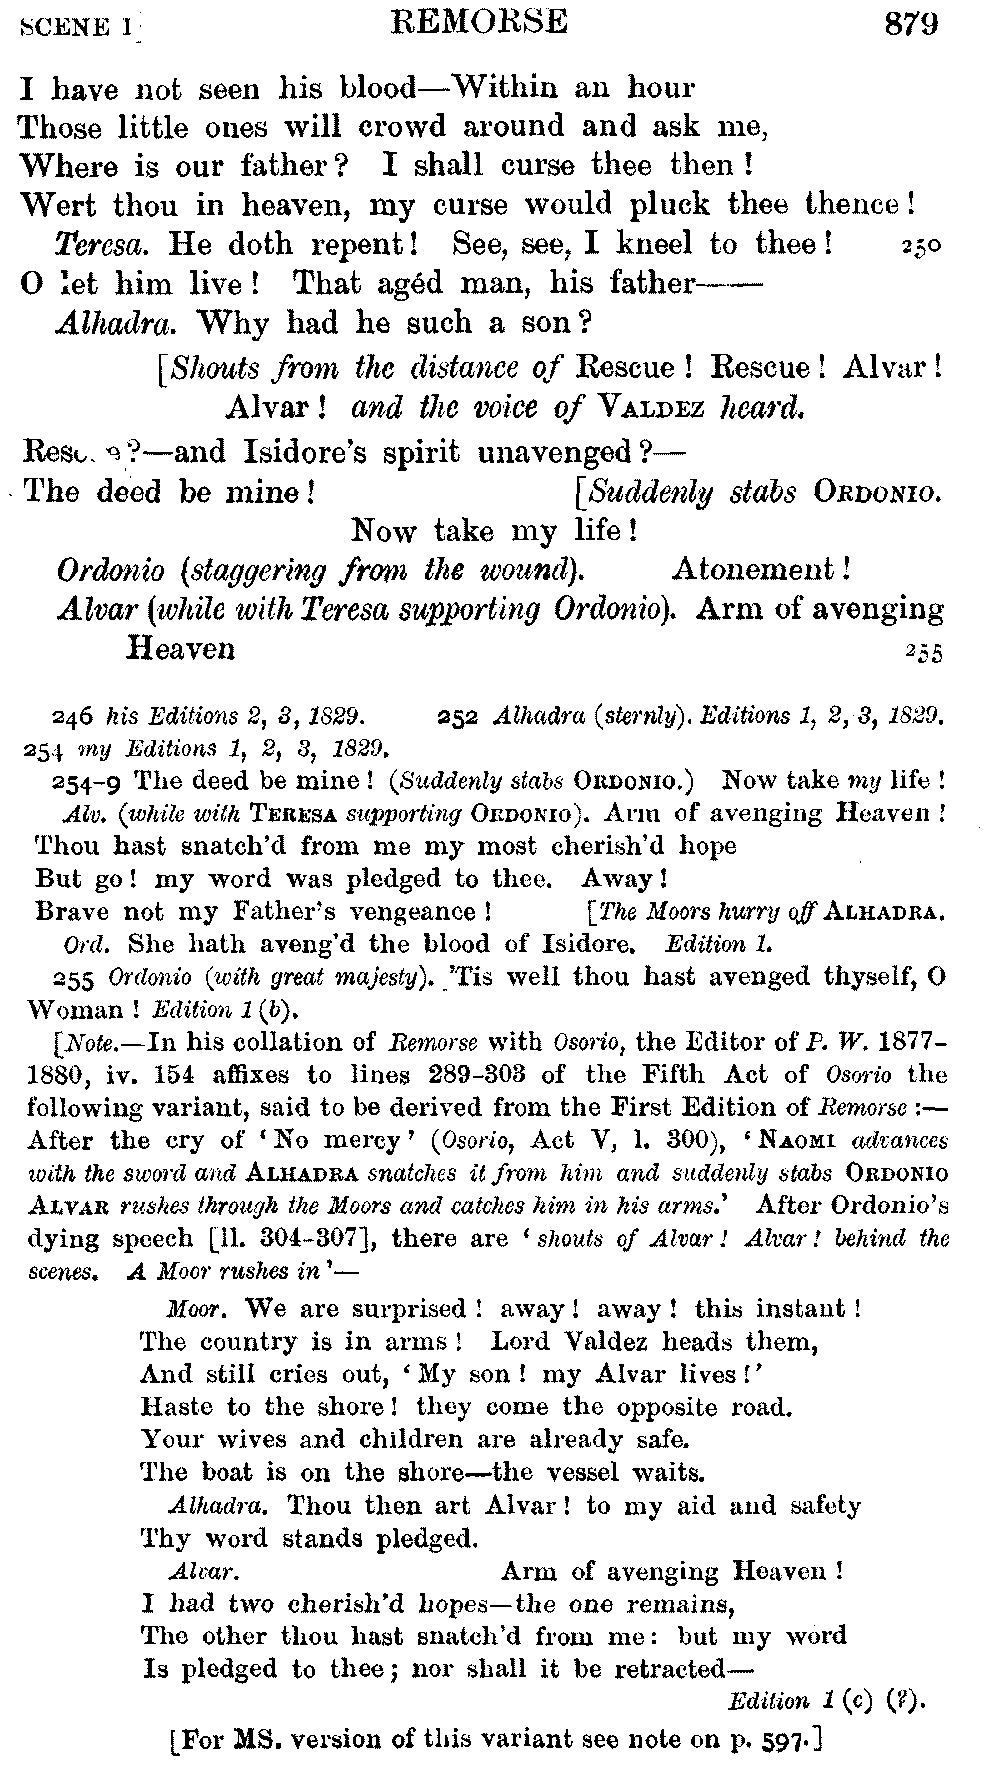 SCENE I REMORSE 879
I have not seen his blood—Within an hour
Those little ones will crowd around and ask me,
Where is our father? I shall curse thee then!
Wert thou in heaven, my curse would pluck thee thence!
Teresa. He doth repent! See, see, I kneel to thee! 250
O let him live! That agéd man, his father——
Alhadra. Why had he such a son?
[Shouts from the distance of Rescue! Rescue! Alvar!
Alvar! and the voice of VALDEZ heard.
Rescue?—and Isidore's spirit unavenged?—
The deed be mine! [Suddenly stabs ORDONIO.
Now take my life!
Ordonio (staggering from the wound). Atonement!
Alvar (while with Teresa supporting Ordonio). Arm of avenging
Heaven 255
246 his Editions 2, 3, 1829. 252 Alhadra (sternly). Editions 1, 2, 3, 1829.
254 my Editions 1, 2, 3, 1829.
254-9 The deed be mine! (Suddenly stabs ORDONIO.) Now take my life!
Alv. (while with TERESA supporting ORDONIO). Arm of avenging Heaven!
Thou hast snatch'd from me my most cherish'd hope
But go! my word was pledged to thee. Away!
Brave not my Father's vengeance! [The Moors hurry off ALHADRA.
Ord. She hath aveng'd the blood of Isidore. Edition 1.
255 Ordonio (with great majesty). 'Tis well thou hast avenged thyself, O
Woman! Edition 1 (b).
[Note.—In his collation of Remorse with Osorio, the Editor of P. W. 1877-
1880, iv. 154 affixes to lines 289-303 of the Fifth Act of Osorio the
following variant, said to be derived from the First Edition of Remorse:—
After the cry of 'No mercy' (Osorio, Act V, l. 300), 'NAOMI advances
with the sword and ALHADRA snatches it from him and suddenly stabs ORDONIO
ALVAR rushes through the Moors and catches him in his arms.' After Ordonio's
dying speech [ll. 304-307], there are 'shouts of Alvar! Alvar! behind the
scenes. A Moor rushes in'—
Moor. We are surprised! away! away! this instant!
The country is in arms! Lord Valdez heads them,
And still cries out, 'My son! my Alvar lives!'
Haste to the shore! they come the opposite road.
Your wives and children are already safe.
The boat is on the shore—the vessel waits.
Alhadra. Thou then art Alvar! to my aid and safety
Thy word stands pledged.
Alvar. Arm of avenging Heaven!
I had two cherish'd hopes—the one remains,
The other thou hast snatch'd from me: but my word
Is pledged to thee; nor shall it be retracted—
Edition 1 (c) (?).
[For MS. version of this variant see note on p. 597.]